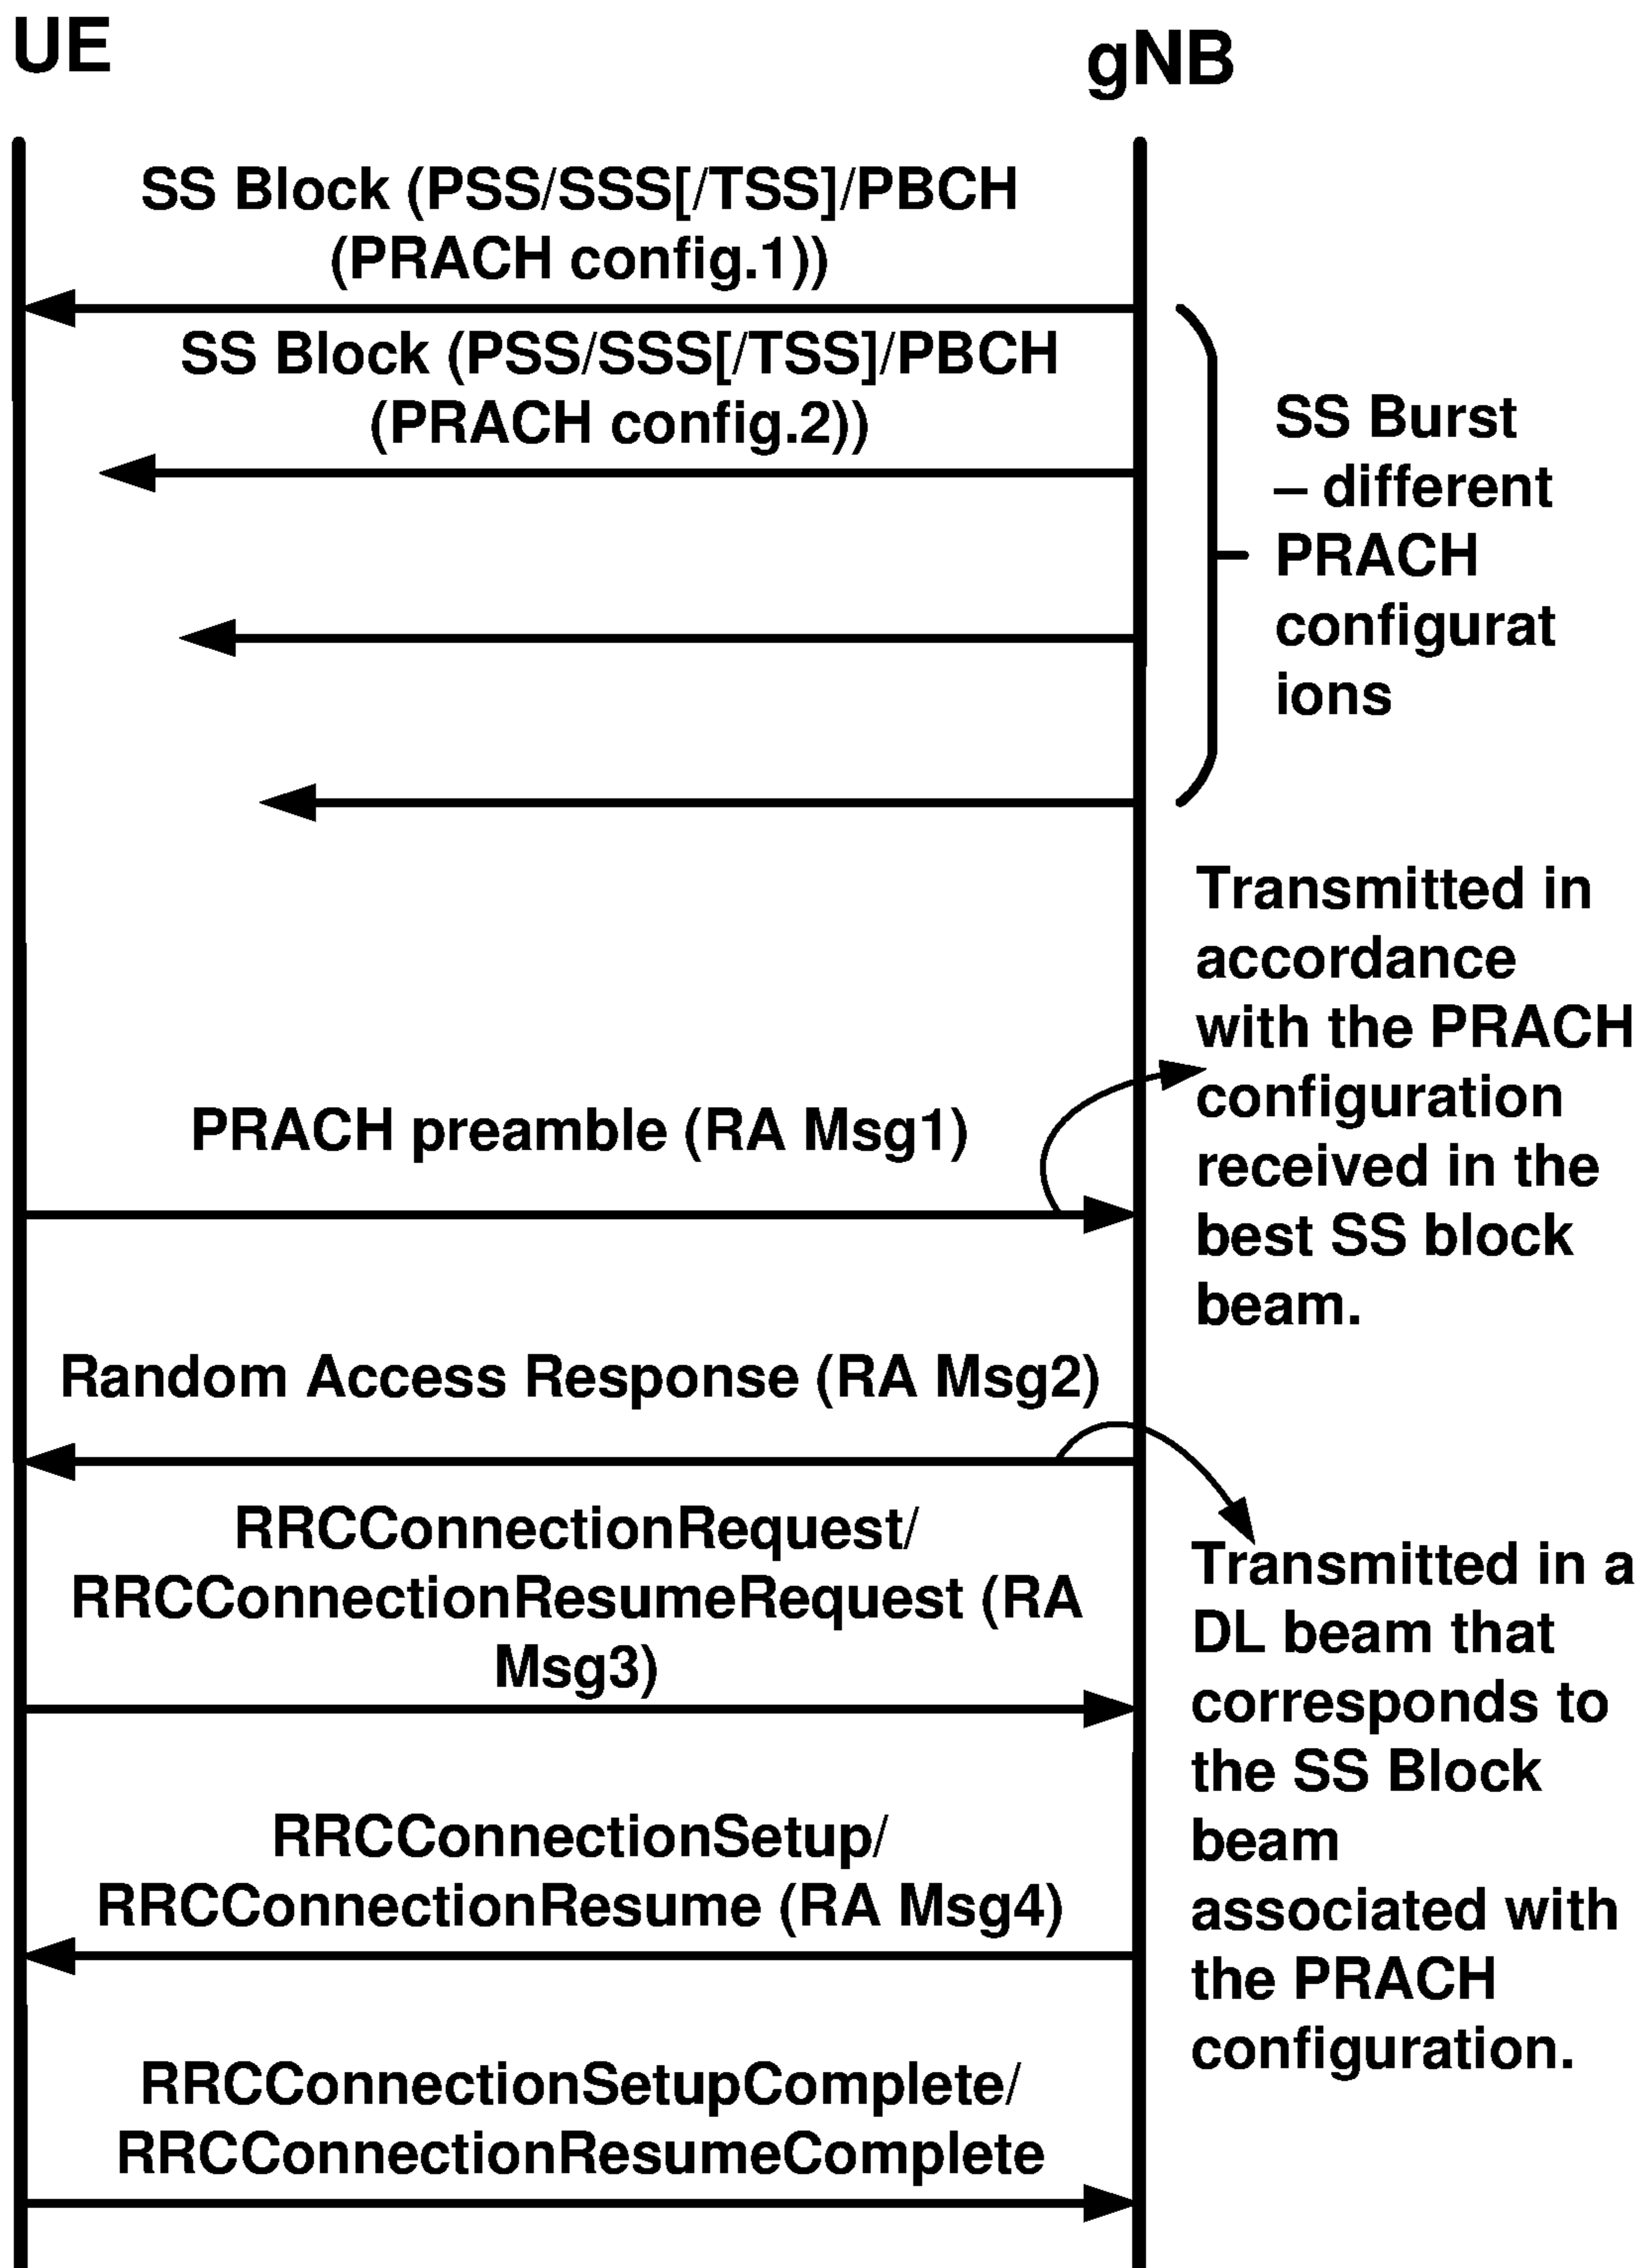 UE
gNB
SS Block (PSS/SSS[/TSS]/PBCH
(PRACH config.1))
SS Block (PSS/SSS[/TSS]/PBCH
(PRACH config.2))
SS Burst
– different
PRACH
configurat
ions
Transmitted in
accordance
with the PRACH
configuration
received in the
best SS block
beam.
PRACH preamble (RA Msg1)
Random Access Response (RA Msg2)
RRCConnectionRequest/
RRCConnectionResumeRequest (RA
Msg3)
Transmitted in a
DL beam that
corresponds to
the SS Block
beam
associated with
the PRACH
configuration.
RRCConnectionSetup/
RRCConnectionResume (RA Msg4)
RRCConnectionSetupComplete/
RRCConnectionResumeComplete